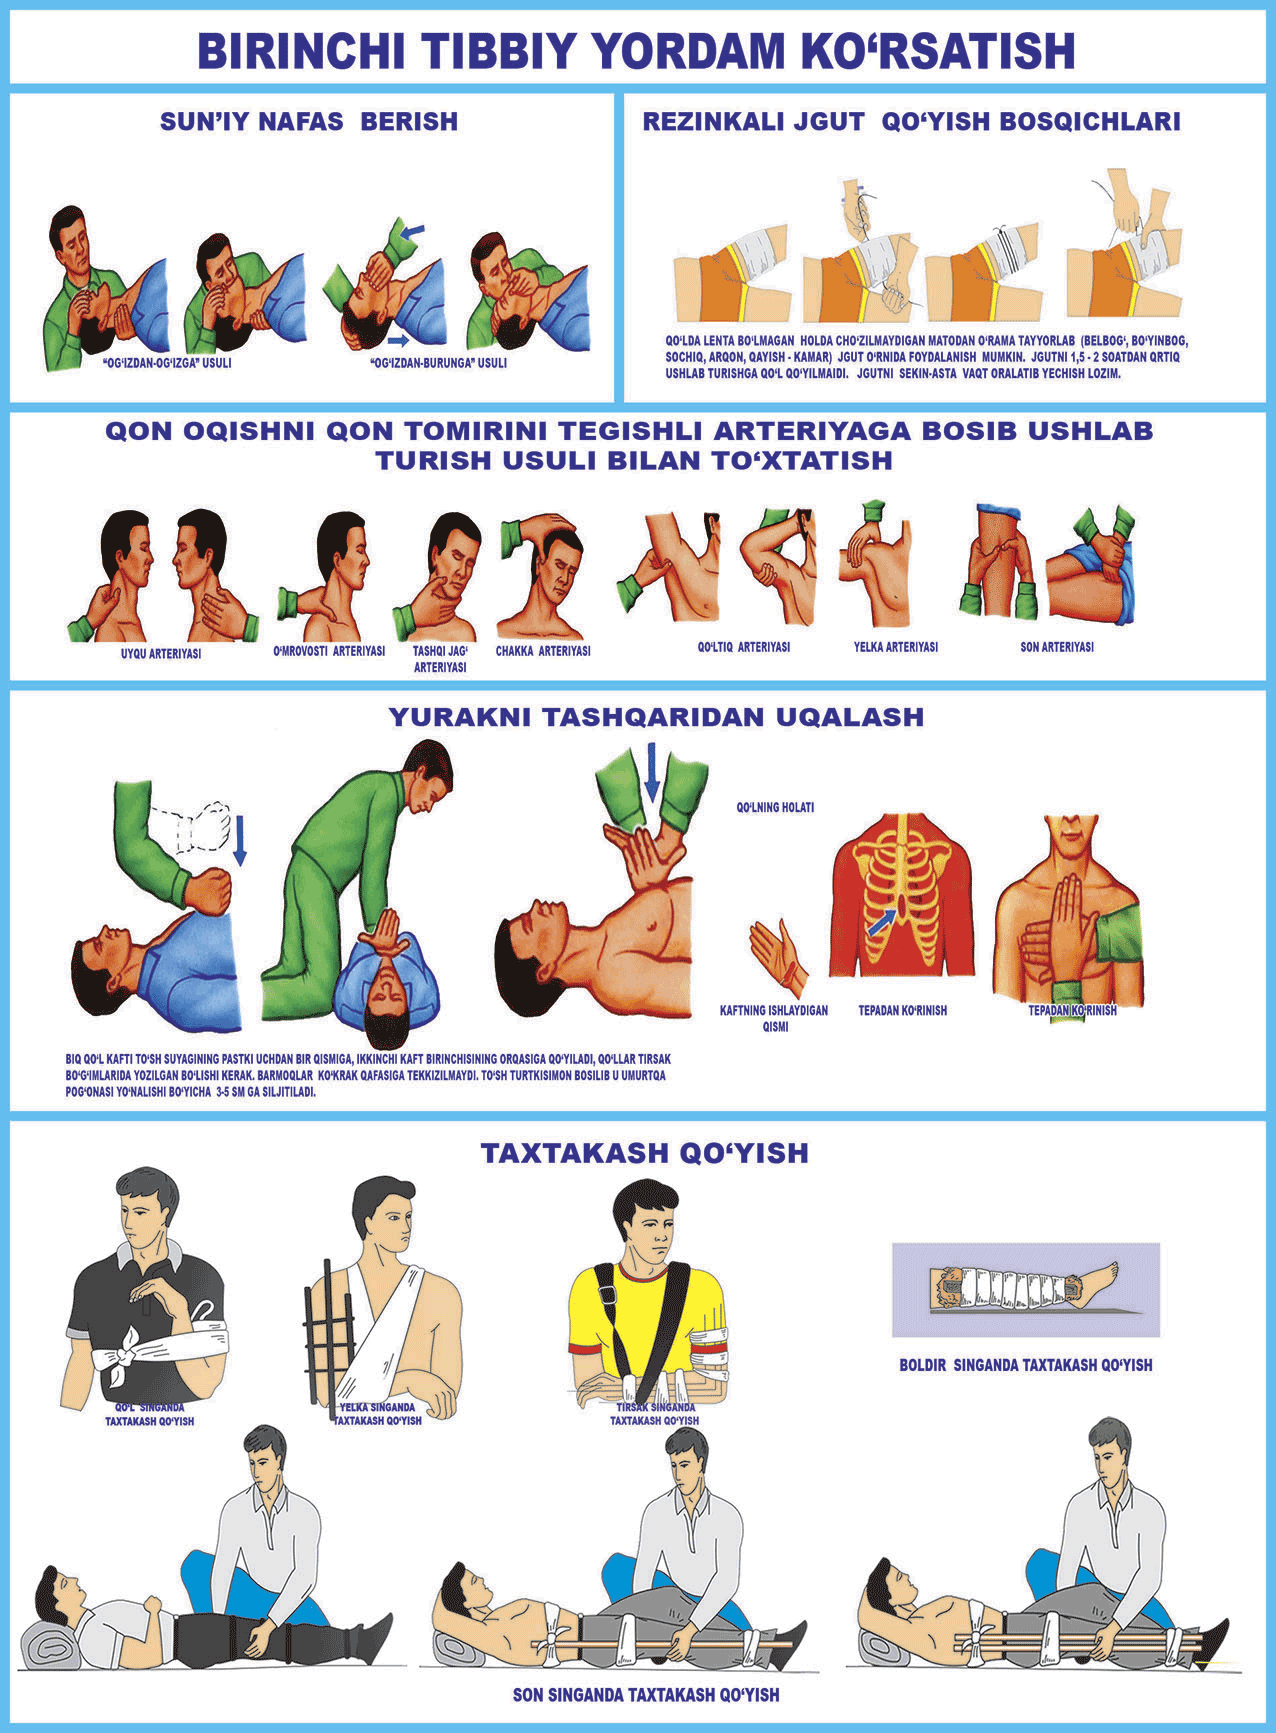 BIRINCHI TIBBIY YORDAM KO‘RSATISH
SUN’IY NAFAS BERISH
“OG‘IZDAN-OG‘IZGA” USULI
“OG‘IZDAN-BURUNGA” USULI
REZINKALI JGUT QO‘YISH BOSQICHLARI
QO‘LDA LENTA BO‘LMAGAN HOLDA CHO‘ZILMAYDIGAN MATODAN O‘RAMA TAYYORLAB (BELBOG‘, BO‘YINBOG,
SOCHIQ, ARQON, QAYISH - KAMAR) JGUT O‘RNIDA FOYDALANISH MUMKIN. JGUTNI 1,5 - 2 SOATDAN QRTIQ
USHLAB TURISHGA QO‘L QO‘YILMAIDI. JGUTNI SEKIN-ASTA VAQT ORALATIB YECHISH LOZIM.
QON OQISHNI QON TOMIRINI TEGISHLI ARTERIYAGA BOSIB USHLAB
TURISH USULI BILAN TO‘XTATISH
UYQU ARTERIYASI
O‘MROVOSTI ARTERIYASI
TASHQI JAG‘
ARTERIYASI
CHAKKA ARTERIYASI
QO‘LTIQ ARTERIYASI
YELKA ARTERIYASI
SON ARTERIYASI
YURAKNI TASHQARIDAN UQALASH
QO‘LNING HOLATI
KAFTNING ISHLAYDIGAN
QISMI
TEPADAN KO‘RINISH
TEPADAN KO‘RINISH
BIQ QO‘L KAFTI TO‘SH SUYAGINING PASTKI UCHDAN BIR QISMIGA, IKKINCHI KAFT BIRINCHISINING ORQASIGA QO‘YILADI, QO‘LLAR TIRSAK
BO‘G‘IMLARIDA YOZILGAN BO‘LISHI KERAK. BARMOQLAR KO‘KRAK QAFASIGA TEKKIZILMAYDI. TO‘SH TURTKISIMON BOSILIB U UMURTQA
POG‘ONASI YO‘NALISHI BO‘YICHA 3-5 SM GA SILJITILADI.
TAXTAKASH QO‘YISH
QO‘L SINGANDA
TAXTAKASH QO‘YISH
YELKA SINGANDA
TAXTAKASH QO‘YISH
TIRSAK SINGANDA
TAXTAKASH QO‘YISH
BOLDIR SINGANDA TAXTAKASH QO‘YISH
SON SINGANDA TAXTAKASH QO‘YISH